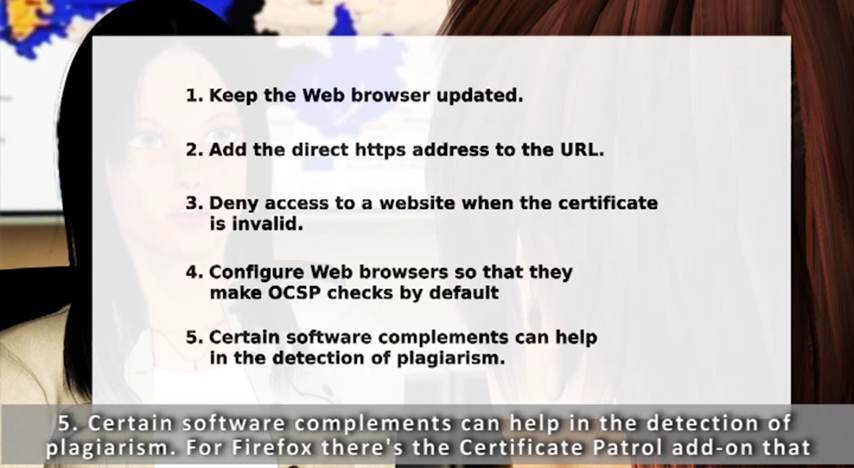 1. Keep the Web browser updated.
2. Add the direct https address to the URL.
3. Deny access to a website when the certificate
is invalid.
4. Configure Web browsers so that they
make OCSP checks by default
5. Certain software complements can help
in the detection of plagiarism.
5. Certain software complements can help in the detection of
plagiarism. For Firefox there's the Certificate Patrol add-on that